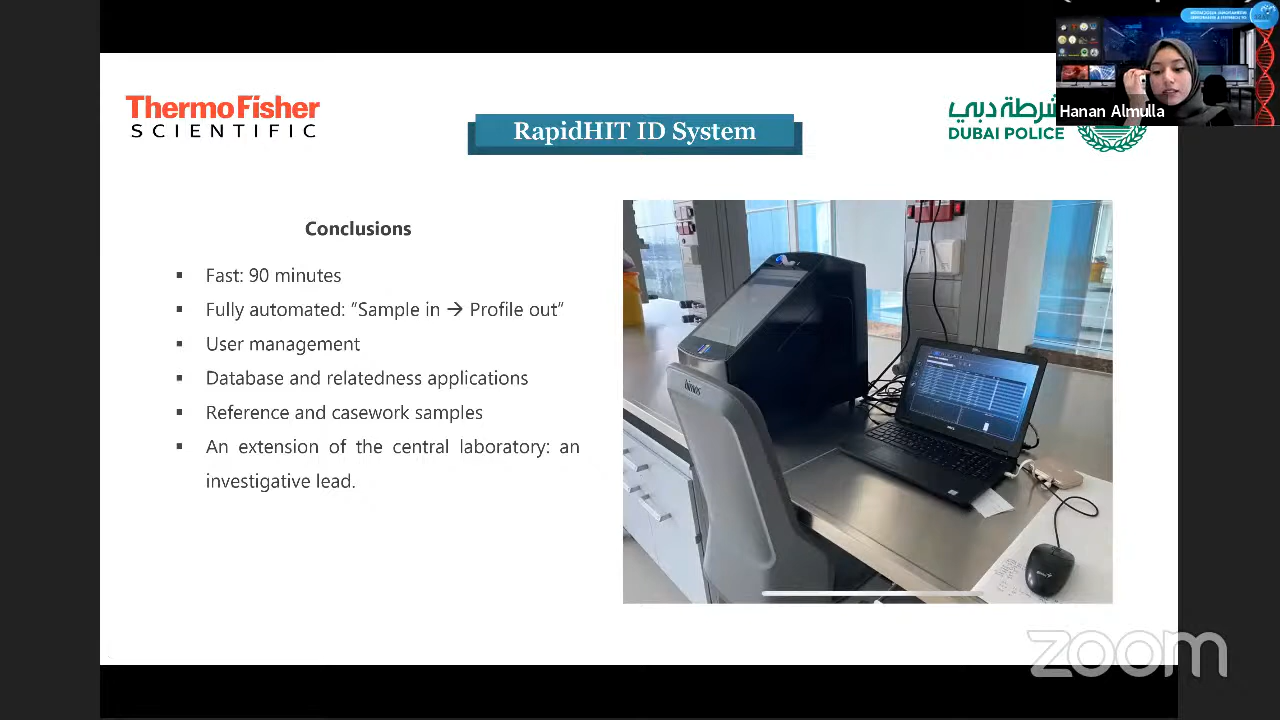 ThermoFisher
SCIENTIFIC
RapidHIT ID System
شرطة دبي
DUBAI POLICE
Hanan Almulla
Conclusions
▪ Fast: 90 minutes
▪ Fully automated: “Sample in → Profile out”
▪ User management
▪ Database and relatedness applications
▪ Reference and casework samples
▪ An extension of the central laboratory: an
investigative lead.
zoom